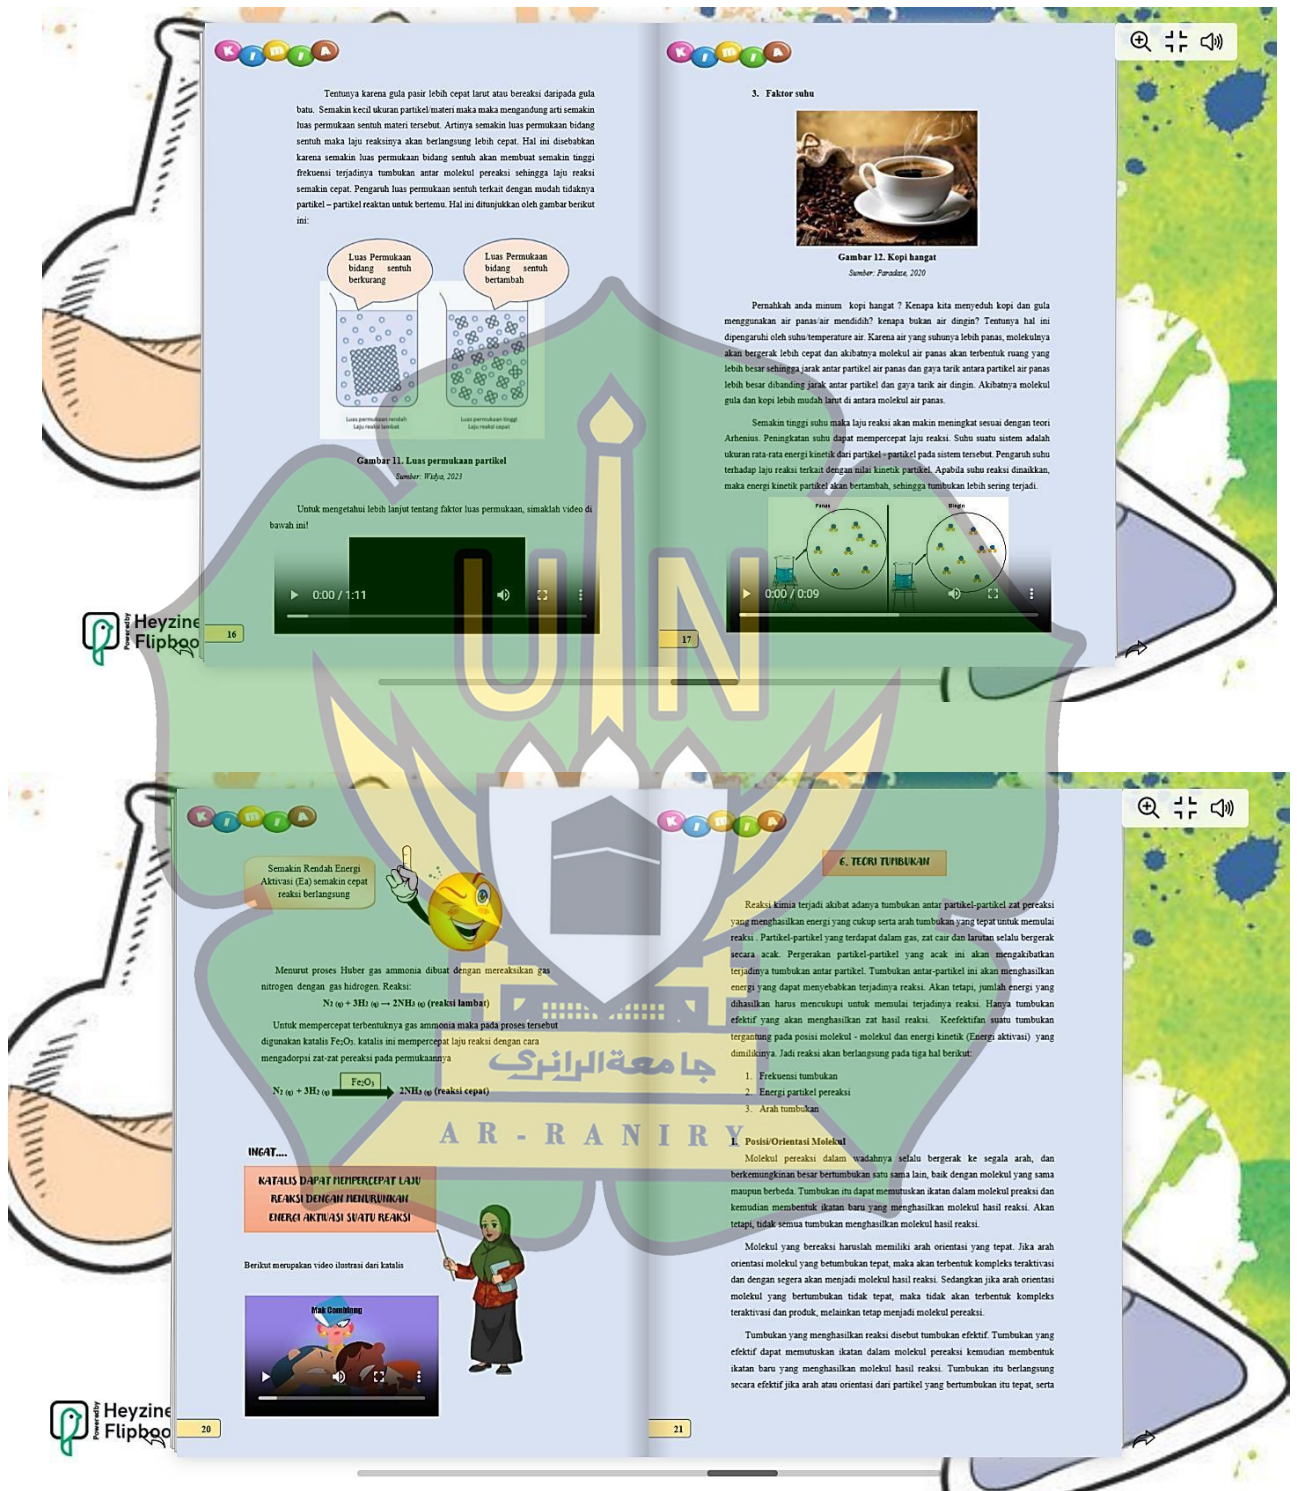 KIMIA
Tentunya karena gula pasir lebih cepat larut atau bereaksi daripada gula
batu. Semakin kecil ukuran partikel/materi maka maka mengandung arti semakin
luas permukaan sentuh materi tersebut. Artinya semakin luas permukaan bidang
sentuh maka laju reaksinya akan berlangsung lebih cepat. Hal ini disebabkan
karena semakin luas permukaan bidang sentuh akan membuat semakin tinggi
frekuensi terjadinya tumbukan antar molekul pereaksi sehingga laju reaksi
semakin cepat. Pengaruh luas permukaan sentuh terkait dengan mudah tidaknya
partikel – partikel reaktan untuk bertemu. Hal ini ditunjukkan oleh gambar berikut
ini:
Luas Permukaan
bidang sentuh
berkurang
Luas Permukaan
bidang sentuh
bertambah
Luas permukaan rendah
Laju reaksi lambat
Luas permukaan tinggi
Laju reaksi cepat
Gambar 11. Luas permukaan partikel
Sumber: Widya, 2023
Untuk mengetahui lebih lanjut tentang faktor luas permukaan, simaklah video di
bawah ini!
0:00 / 1:11
16
Powered by
Heyzine
Flipboo
KIMIA
3. Faktor suhu
Gambar 12. Kopi hangat
Sumber: Paradase, 2020
Pernahkah anda minum kopi hangat ? Kenapa kita menyeduh kopi dan gula
menggunakan air panas/air mendidih? kenapa bukan air dingin? Tentunya hal ini
dipengaruhi oleh suhu/temperature air. Karena air yang suhunya lebih panas, molekulnya
akan bergerak lebih cepat dan akibatnya molekul air panas akan terbentuk ruang yang
lebih besar sehingga jarak antar partikel air panas dan gaya tarik antara partikel air panas
lebih besar dibanding jarak antar partikel dan gaya tarik air dingin. Akibatnya molekul
gula dan kopi lebih mudah larut di antara molekul air panas.
Semakin tinggi suhu maka laju reaksi akan makin meningkat sesuai dengan teori
Arhenius. Peningkatan suhu dapat mempercepat laju reaksi. Suhu suatu sistem adalah
ukuran rata-rata energi kinetik dari partikel - partikel pada sistem tersebut. Pengaruh suhu
terhadap laju reaksi terkait dengan nilai kinetik partikel. Apabila suhu reaksi dinaikkan,
maka energi kinetik partikel akan bertambah, sehingga tumbukan lebih sering terjadi.
Panas
Dingin
0:00 / 0:09
17
UIN
KIMIA
Semakin Rendah Energi
Aktivasi (Ea) semakin cepat
reaksi berlangsung
Menurut proses Huber gas ammonia dibuat dengan mereaksikan gas
nitrogen dengan gas hidrogen. Reaksi:
N2 (g) + 3H2 (g) → 2NH3 (g) (reaksi lambat)
Untuk mempercepat terbentuknya gas ammonia maka pada proses tersebut
digunakan katalis Fe2O3. katalis ini mempercepat laju reaksi dengan cara
mengadorpsi zat-zat pereaksi pada permukaannya
Fe2O3
N2 (g) + 3H2 (g) 2NH3 (g) (reaksi cepat)
INGAT....
KATALIS DAPAT MEMPERCEPAT LAJU
REAKSI DENGAN MENURUNKAN
ENERGI AKTIVASI SUATU REAKSI
Berikut merupakan video ilustrasi dari katalis
Mak Comblang
20
Powered by
Heyzine
Flipboo
KIMIA
6. TEORI TUMBUKAN
Reaksi kimia terjadi akibat adanya tumbukan antar partikel-partikel zat pereaksi
yang menghasilkan energi yang cukup serta arah tumbukan yang tepat untuk memulai
reaksi . Partikel-partikel yang terdapat dalam gas, zat cair dan larutan selalu bergerak
secara acak. Pergerakan partikel-partikel yang acak ini akan mengakibatkan
terjadinya tumbukan antar partikel. Tumbukan antar-partikel ini akan menghasilkan
energi yang dapat menyebabkan terjadinya reaksi. Akan tetapi, jumlah energi yang
dihasilkan harus mencukupi untuk memulai terjadinya reaksi. Hanya tumbukan
efektif yang akan menghasilkan zat hasil reaksi. Keefektifan suatu tumbukan
tergantung pada posisi molekul - molekul dan energi kinetik (Energi aktivasi) yang
dimilikinya. Jadi reaksi akan berlangsung pada tiga hal berikut:
1. Frekuensi tumbukan
2. Energi partikel pereaksi
3. Arah tumbukan
1. Posisi/Orientasi Molekul
Molekul pereaksi dalam wadahnya selalu bergerak ke segala arah, dan
berkemungkinan besar bertumbukan satu sama lain, baik dengan molekul yang sama
maupun berbeda. Tumbukan itu dapat memutuskan ikatan dalam molekul preaksi dan
kemudian membentuk ikatan baru yang menghasilkan molekul hasil reaksi. Akan
tetapi, tidak semua tumbukan menghasilkan molekul hasil reaksi.
Molekul yang bereaksi haruslah memiliki arah orientasi yang tepat. Jika arah
orientasi molekul yang betumbukan tepat, maka akan terbentuk kompleks teraktivasi
dan dengan segera akan menjadi molekul hasil reaksi. Sedangkan jika arah orientasi
molekul yang bertumbukan tidak tepat, maka tidak akan terbentuk kompleks
teraktivasi dan produk, melainkan tetap menjadi molekul pereaksi.
Tumbukan yang menghasilkan reaksi disebut tumbukan efektif. Tumbukan yang
efektif dapat memutuskan ikatan dalam molekul pereaksi kemudian membentuk
ikatan baru yang menghasilkan molekul hasil reaksi. Tumbukan itu berlangsung
secara efektif jika arah atau orientasi dari partikel yang bertumbukan itu tepat, serta
21
جامعة الرانري
AR-RANIRY